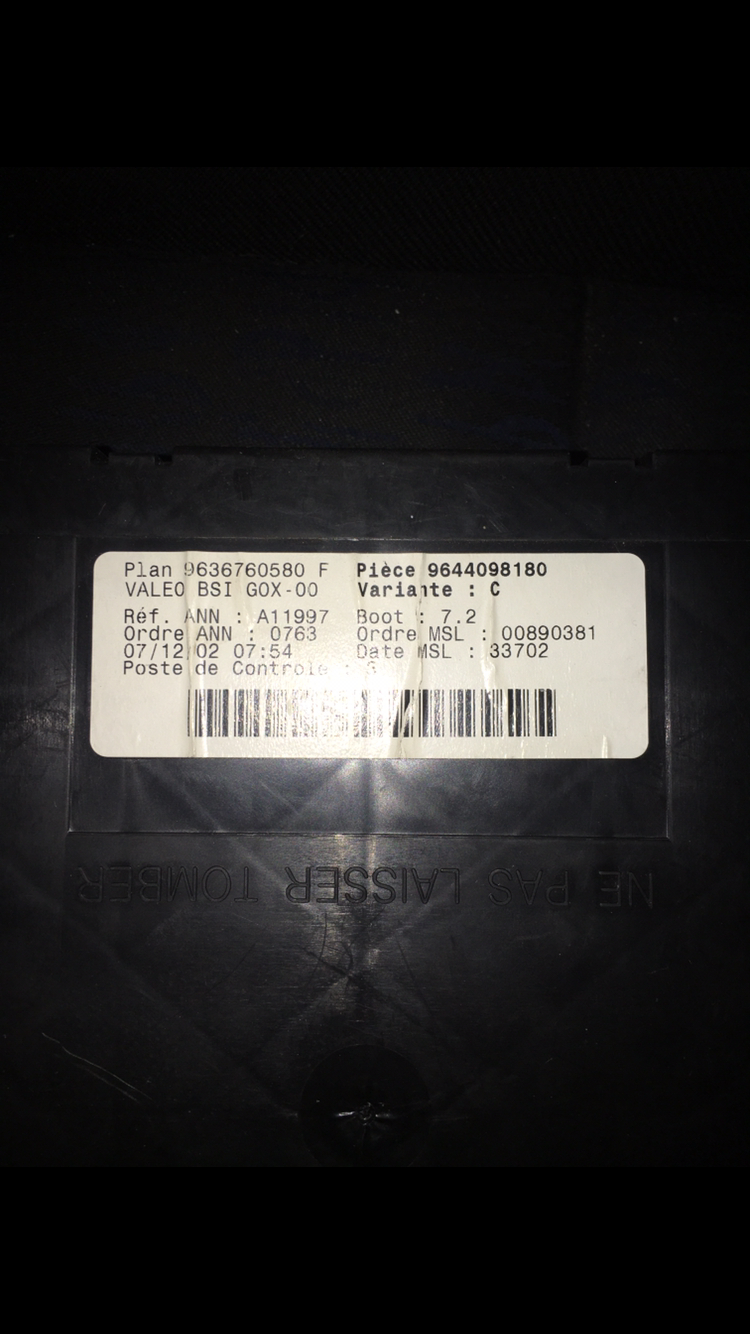 Plan 9636760580 F Pièce 9644098180
VALEO BSI G0X-00 Variante : C
Réf. ANN : A11997 Boot : 7.2
Ordre ANN : 0763 Ordre MSL : 00890381
07/12/02 07:54 Date MSL : 33702
Poste de Controle : 3
NE PAS LAISSER TOMBER